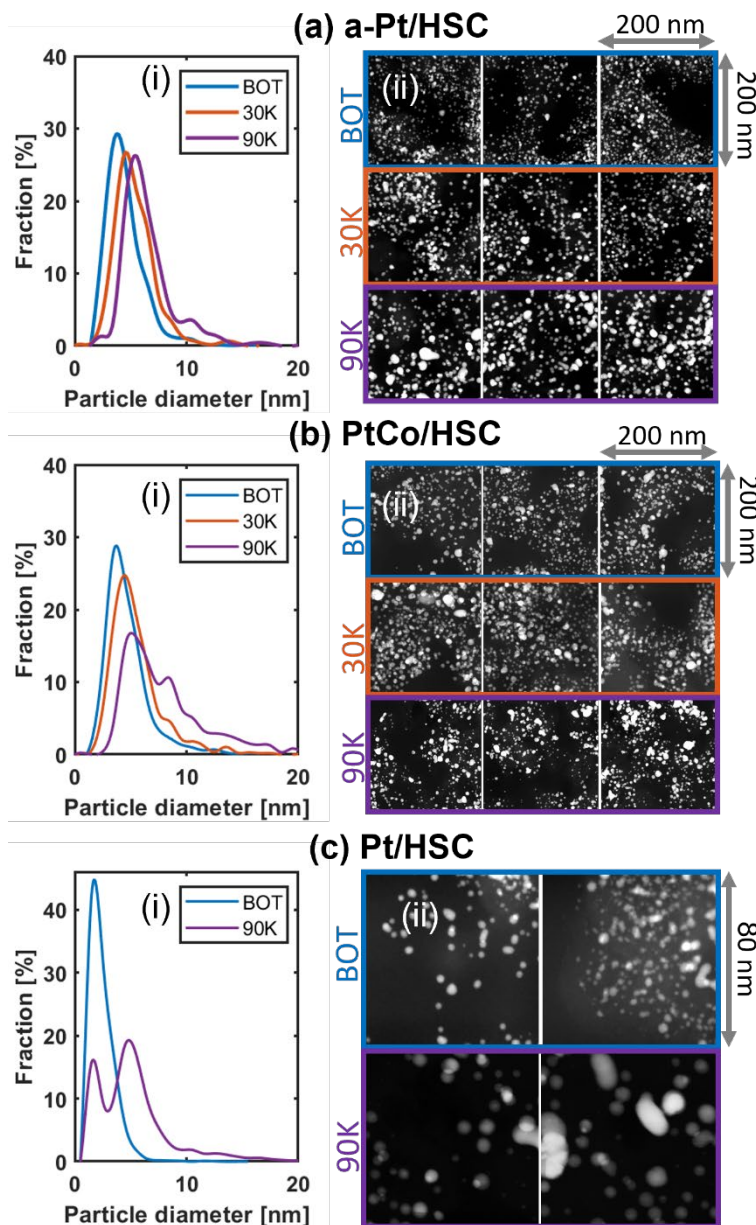 (a) a-Pt/HSC
200 nm
200 nm
(i)
BOT
30K
90K
Fraction [%]
40
30
20
10
0
0 10 20
Particle diameter [nm]
(ii)
BOT
30K
90K
(b) PtCo/HSC
200 nm
200 nm
(i)
BOT
30K
90K
Fraction [%]
40
30
20
10
0
0 10 20
Particle diameter [nm]
(ii)
BOT
30K
90K
(c) Pt/HSC
(i)
BOT
90K
Fraction [%]
40
30
20
10
0
0 10 20
Particle diameter [nm]
(ii)
BOT
90K
80 nm